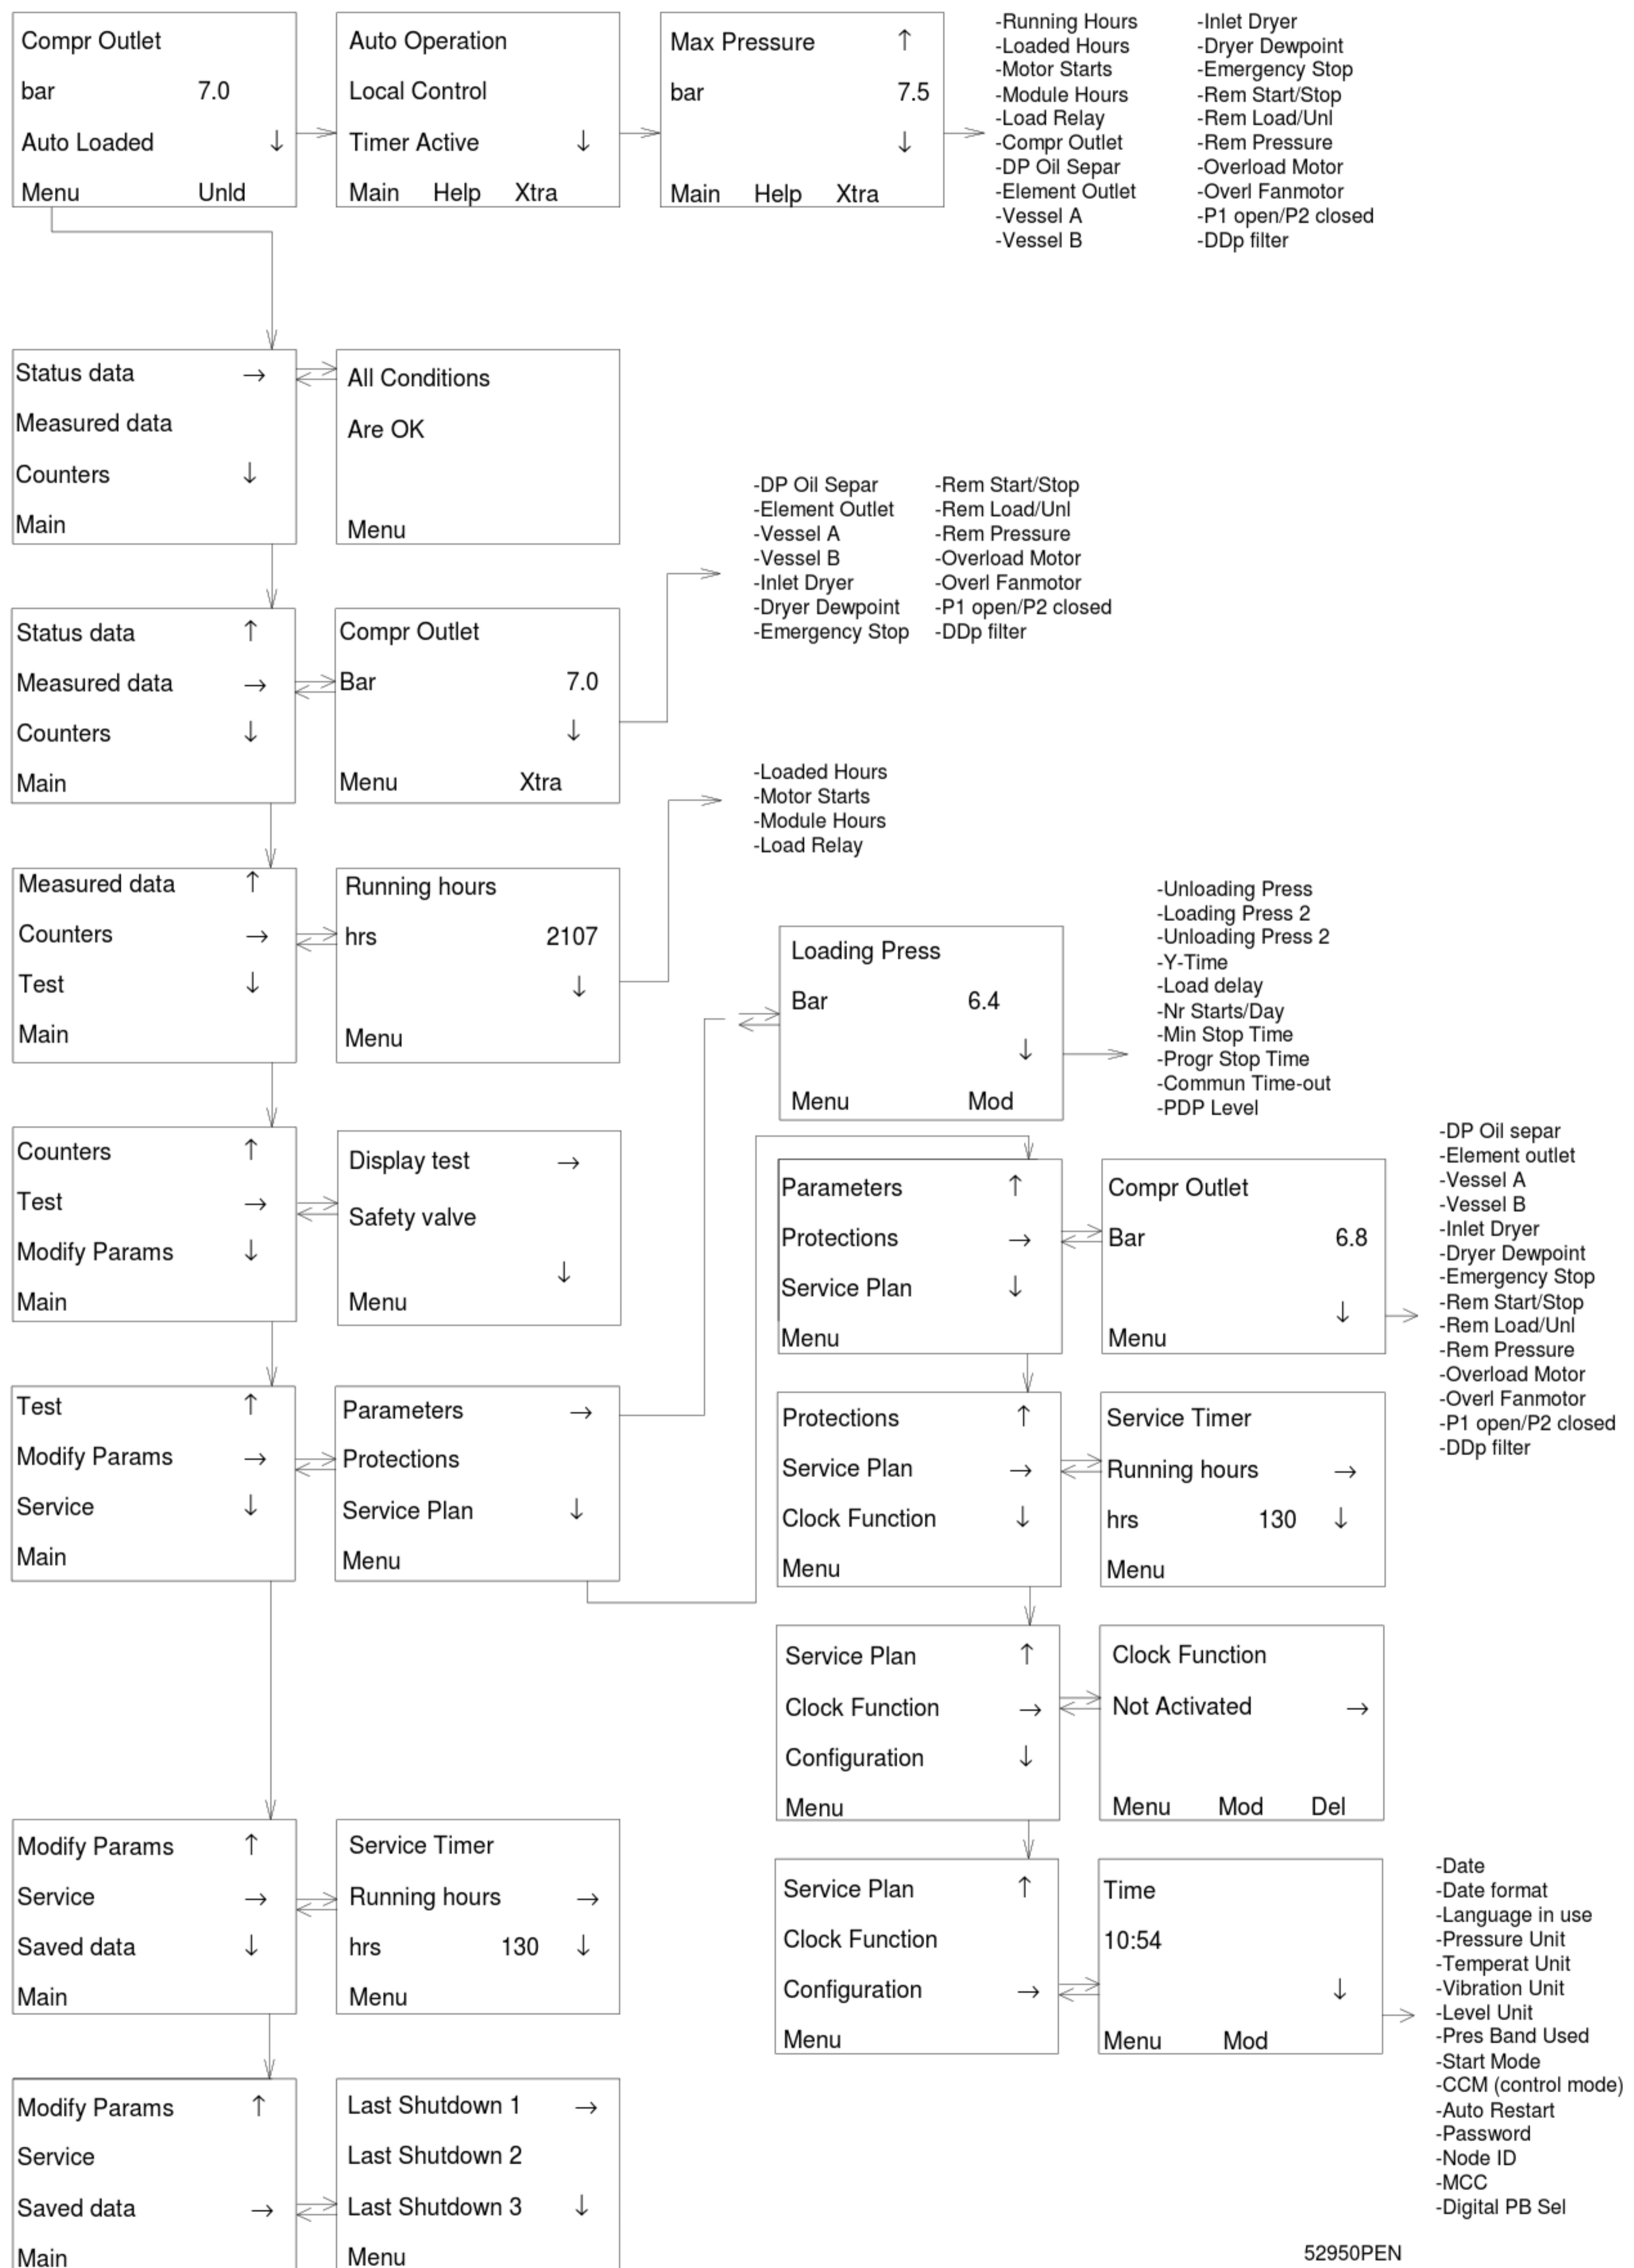 Compr Outlet
bar 7.0
Auto Loaded ↓
Menu Unld
Auto Operation
Local Control
Timer Active ↓
Main Help Xtra
Max Pressure ↑
bar 7.5
↓
Main Help Xtra
-Running Hours
-Loaded Hours
-Motor Starts
-Module Hours
-Load Relay
-Compr Outlet
-DP Oil Separ
-Element Outlet
-Vessel A
-Vessel B
-Inlet Dryer
-Dryer Dewpoint
-Emergency Stop
-Rem Start/Stop
-Rem Load/Unl
-Rem Pressure
-Overload Motor
-Overl Fanmotor
-P1 open/P2 closed
-DDp filter
Status data →
Measured data
Counters ↓
Main
All Conditions
Are OK
Menu
Status data ↑
Measured data →
Counters ↓
Main
Compr Outlet
Bar 7.0
↓
Menu Xtra
-DP Oil Separ
-Element Outlet
-Vessel A
-Vessel B
-Inlet Dryer
-Dryer Dewpoint
-Emergency Stop
-Rem Start/Stop
-Rem Load/Unl
-Rem Pressure
-Overload Motor
-Overl Fanmotor
-P1 open/P2 closed
-DDp filter
Measured data ↑
Counters →
Test ↓
Main
Running hours
hrs 2107
↓
Menu
-Loaded Hours
-Motor Starts
-Module Hours
-Load Relay
Counters ↑
Test →
Modify Params ↓
Main
Display test →
Safety valve
↓
Menu
Test ↑
Modify Params →
Service ↓
Main
Parameters →
Protections
Service Plan ↓
Menu
Loading Press
Bar 6.4
↓
Menu Mod
-Unloading Press
-Loading Press 2
-Unloading Press 2
-Y-Time
-Load delay
-Nr Starts/Day
-Min Stop Time
-Progr Stop Time
-Commun Time-out
-PDP Level
Parameters ↑
Protections →
Service Plan ↓
Menu
Compr Outlet
Bar 6.8
↓
Menu
-DP Oil separ
-Element outlet
-Vessel A
-Vessel B
-Inlet Dryer
-Dryer Dewpoint
-Emergency Stop
-Rem Start/Stop
-Rem Load/Unl
-Rem Pressure
-Overload Motor
-Overl Fanmotor
-P1 open/P2 closed
-DDp filter
Protections ↑
Service Plan →
Clock Function ↓
Menu
Service Timer
Running hours →
hrs 130 ↓
Menu
Service Plan ↑
Clock Function →
Configuration ↓
Menu
Clock Function
Not Activated →
Menu Mod Del
Service Plan ↑
Clock Function
Configuration →
Menu
Time
10:54
↓
Menu Mod
-Date
-Date format
-Language in use
-Pressure Unit
-Temperat Unit
-Vibration Unit
-Level Unit
-Pres Band Used
-Start Mode
-CCM (control mode)
-Auto Restart
-Password
-Node ID
-MCC
-Digital PB Sel
Modify Params ↑
Service →
Saved data ↓
Main
Service Timer
Running hours →
hrs 130 ↓
Menu
Modify Params ↑
Service
Saved data →
Main
Last Shutdown 1 →
Last Shutdown 2
Last Shutdown 3 ↓
Menu
52950PEN